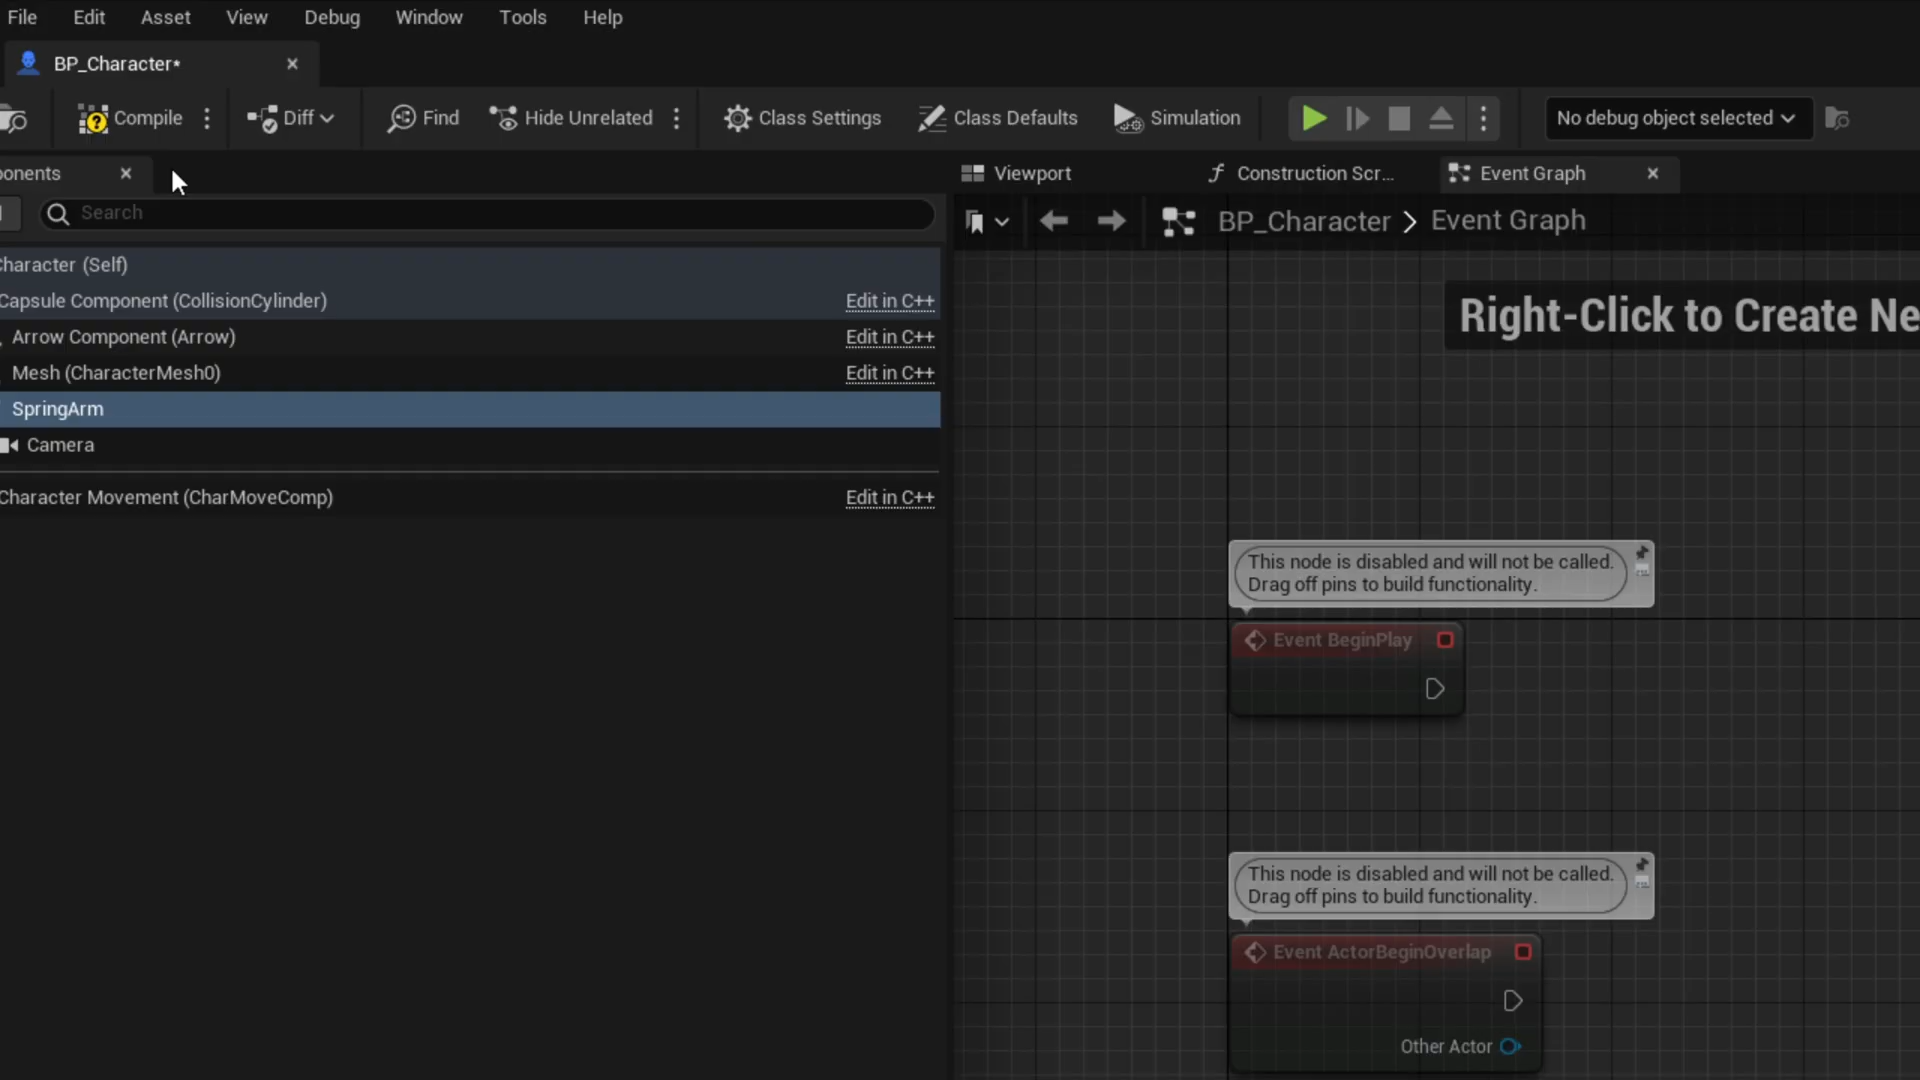 File Edit Asset View Debug Window Tools Help
BP_Character*
Compile Diff Find Hide Unrelated Class Settings Class Defaults Simulation No debug object selected
ponents
Viewport Construction Scr... Event Graph
Search
BP_Character > Event Graph
Character (Self)
Capsule Component (CollisionCylinder) Edit in C++
Arrow Component (Arrow) Edit in C++
Mesh (CharacterMesh0) Edit in C++
SpringArm
Camera
Character Movement (CharMoveComp) Edit in C++
Right-Click to Create Ne
This node is disabled and will not be called.
Drag off pins to build functionality.
Event BeginPlay
This node is disabled and will not be called.
Drag off pins to build functionality.
Event ActorBeginOverlap
Other Actor